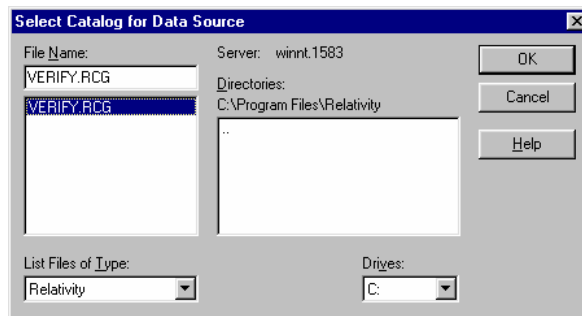 Select Catalog for Data Source
File Name:
VERIFY.RCG
VERIFY.RCG
Server: winnt.1583
Directories:
C:\Program Files\Relativity
..
OK
Cancel
Help
List Files of Type:
Relativity
Drives:
C: